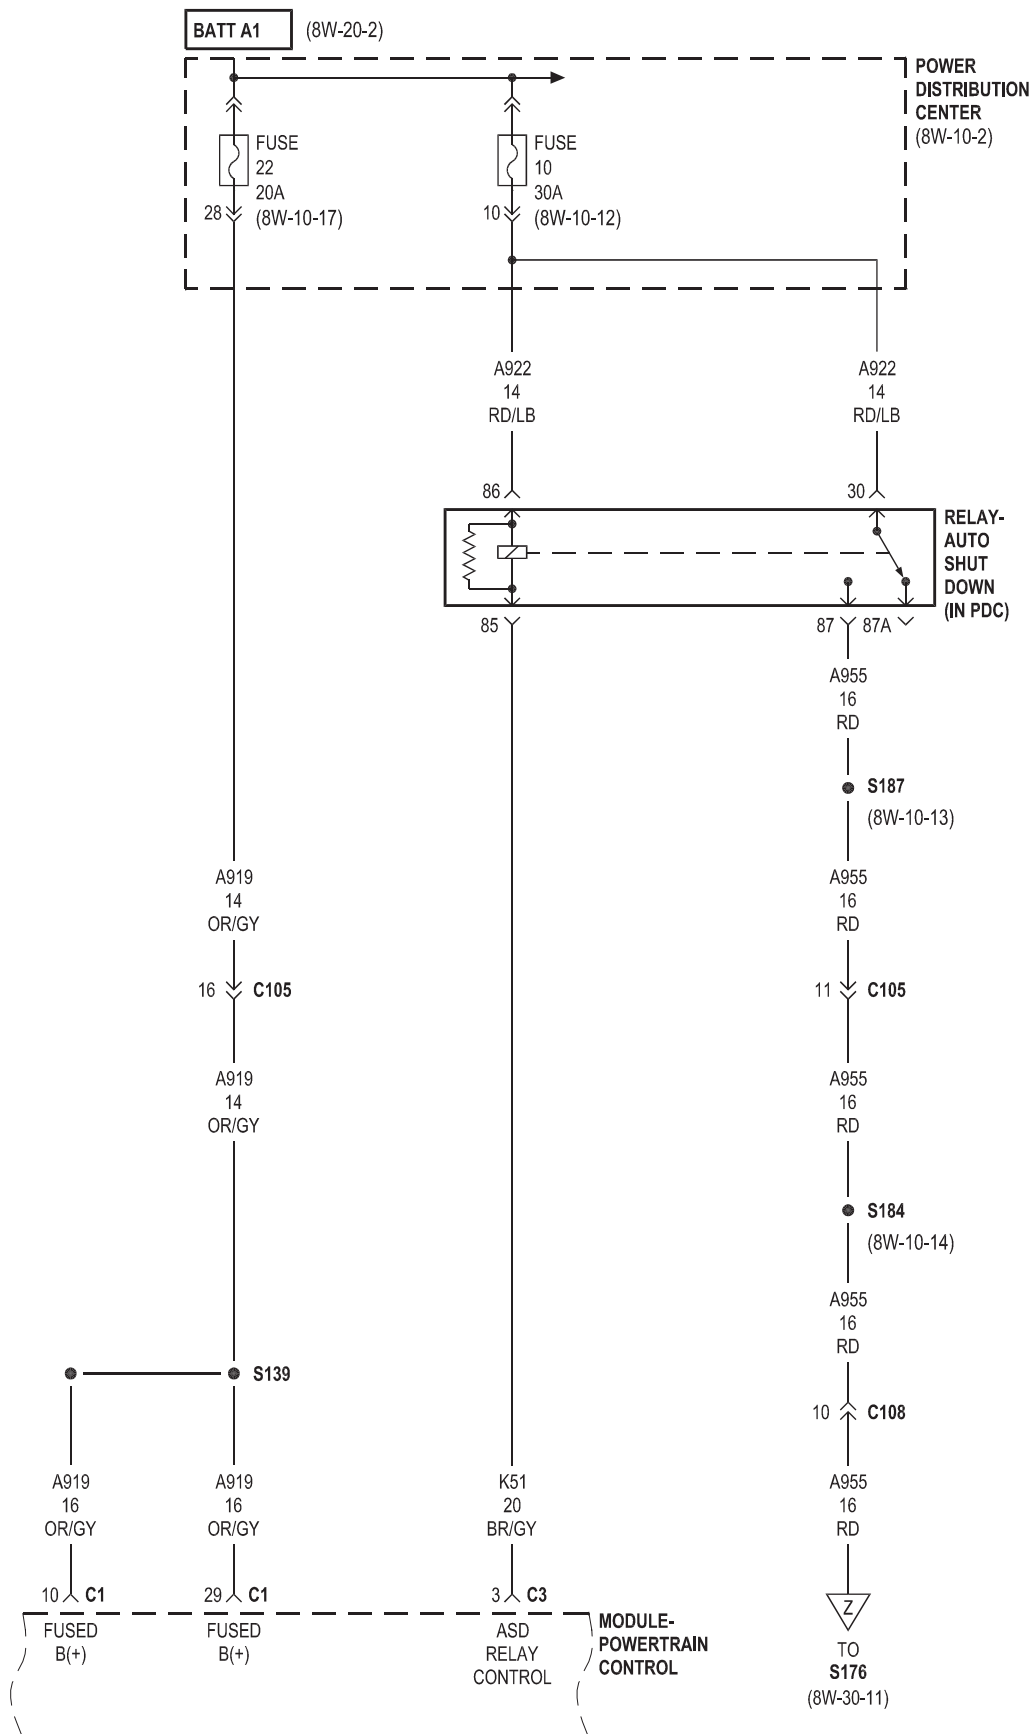 BATT A1 (8W-20-2)
POWER
DISTRIBUTION
CENTER
(8W-10-2)
FUSE
22
20A
(8W-10-17)
28
FUSE
10
30A
(8W-10-12)
10
A922
14
RD/LB
A922
14
RD/LB
86
30
RELAY-
AUTO
SHUT
DOWN
(IN PDC)
85
87
87A
A955
16
RD
S187
(8W-10-13)
A919
14
OR/GY
A955
16
RD
16 C105
11 C105
A919
14
OR/GY
A955
16
RD
S184
(8W-10-14)
A955
16
RD
S139
10 C108
A919
16
OR/GY
A919
16
OR/GY
K51
20
BR/GY
A955
16
RD
10 C1
29 C1
3 C3
FUSED
B(+)
FUSED
B(+)
ASD
RELAY
CONTROL
MODULE-
POWERTRAIN
CONTROL
Z
TO
S176
(8W-30-11)